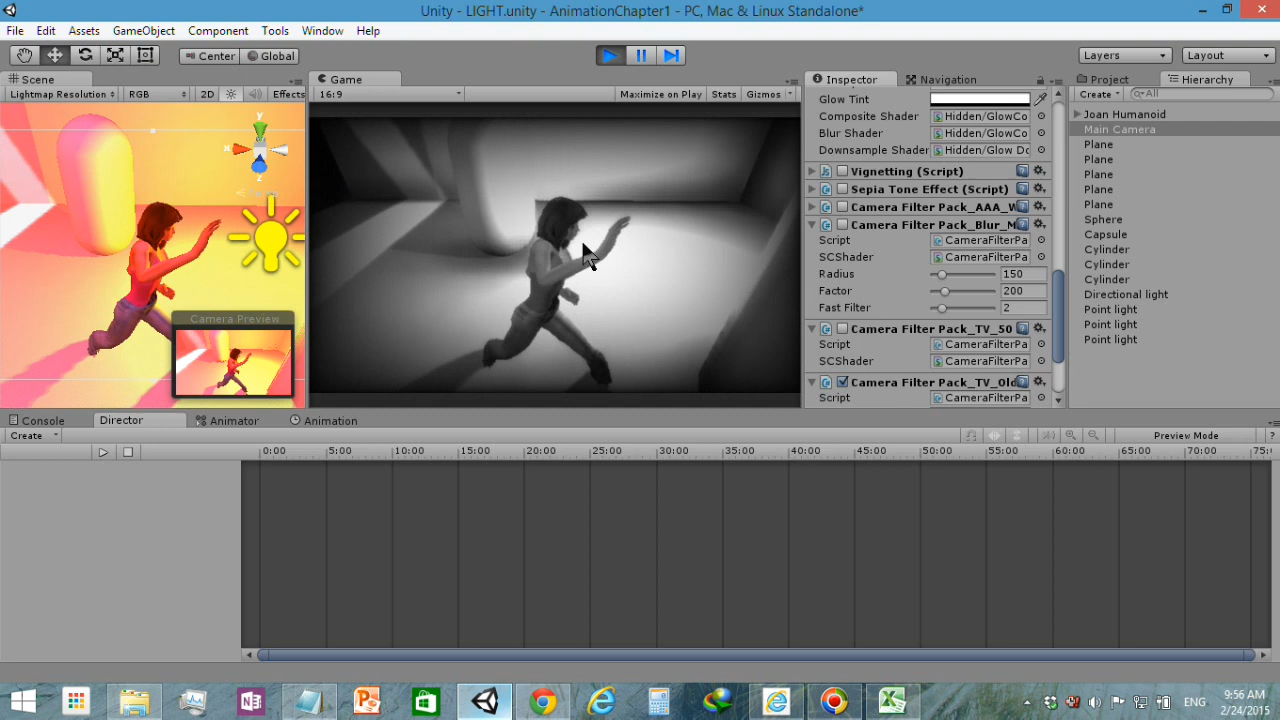 Unity - LIGHT.unity - AnimationChapter1 - PC, Mac & Linux Standalone*
File Edit Assets GameObject Component Tools Window Help
Center Global Layers Layout
Scene Game Inspector Navigation Project Hierarchy
Lightmap Resolution RGB 2D Effects 16:9 Maximize on Play Stats Gizmos Create All
Glow Tint
Composite Shader Hidden/GlowCo
Blur Shader Hidden/GlowCo
Downsample Shader Hidden/Glow Do
Vignetting (Script)
Sepia Tone Effect (Script)
Camera Filter Pack_AAA_W
Camera Filter Pack_Blur_M
Script CameraFilterPa
SCShader CameraFilterPa
Radius 150
Factor 200
Fast Filter 2
Camera Filter Pack_TV_50
Script CameraFilterPa
SCShader CameraFilterPa
Camera Filter Pack_TV_Old
Script CameraFilterPa
Joan Humanoid
Main Camera
Plane
Plane
Plane
Plane
Plane
Sphere
Capsule
Cylinder
Cylinder
Cylinder
Directional light
Point light
Point light
Point light
y
x
z
Camera Preview
Console Director Animator Animation
Create Preview Mode ?
0:00 5:00 10:00 15:00 20:00 25:00 30:00 35:00 40:00 45:00 50:00 55:00 60:00 65:00 70:00 75:
ENG 9:56 AM
2/24/2015